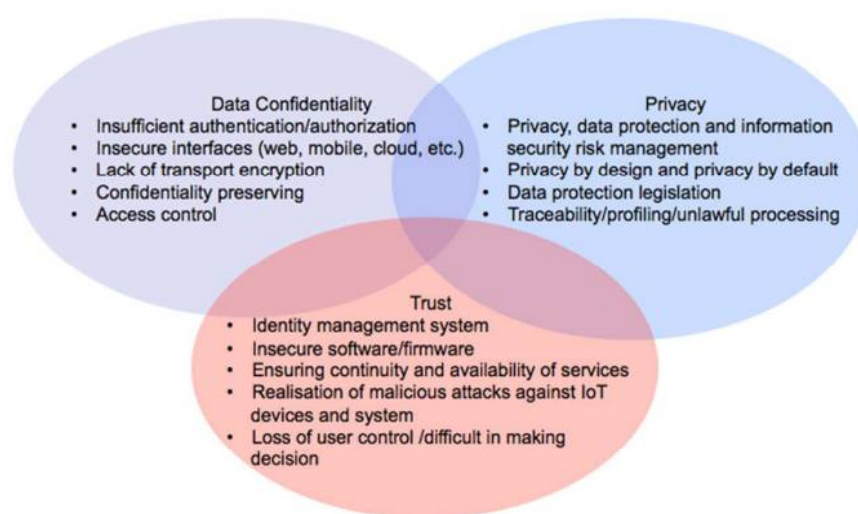 Data Confidentiality
• Insufficient authentication/authorization
• Insecure interfaces (web, mobile, cloud, etc.)
• Lack of transport encryption
• Confidentiality preserving
• Access control
Privacy
• Privacy, data protection and information
security risk management
• Privacy by design and privacy by default
• Data protection legislation
• Traceability/profiling/unlawful processing
Trust
• Identity management system
• Insecure software/firmware
• Ensuring continuity and availability of services
• Realisation of malicious attacks against IoT
devices and system
• Loss of user control /difficult in making
decision